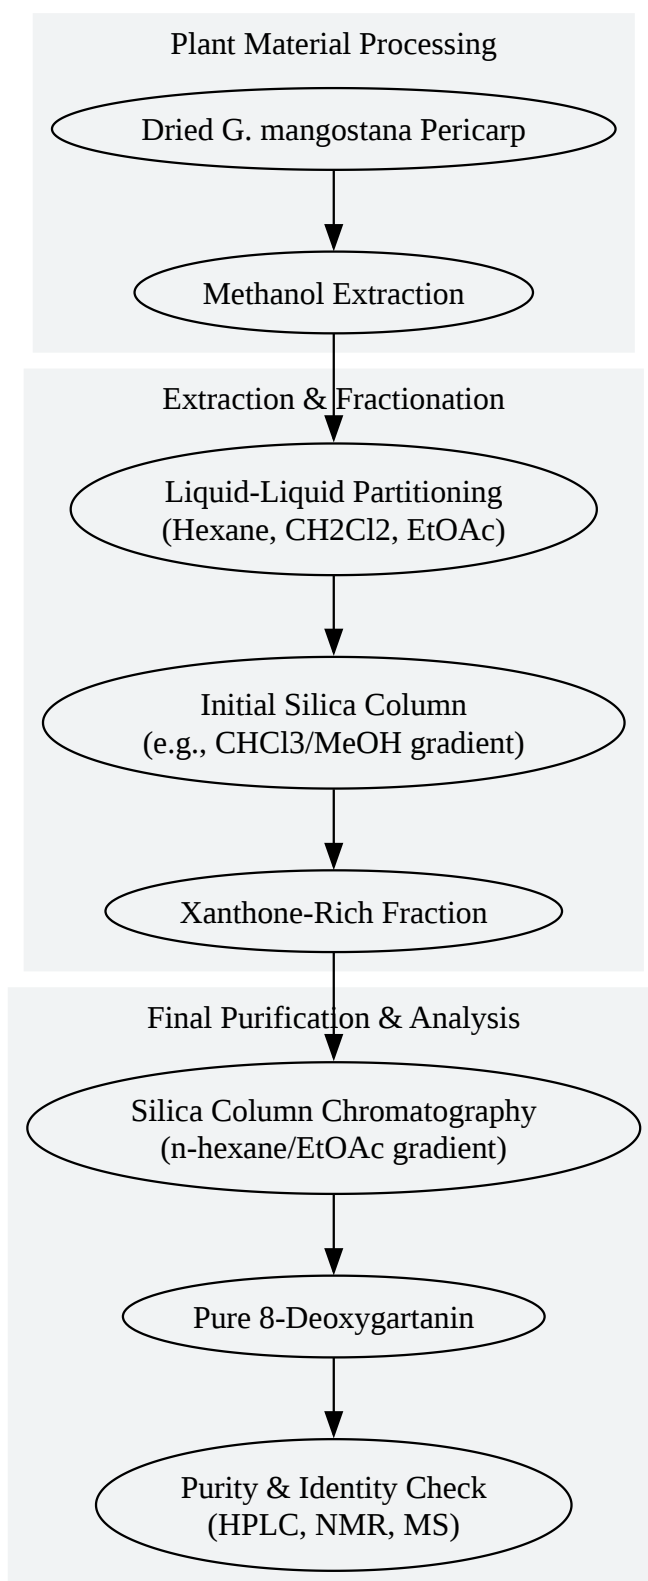 Plant Material Processing
Dried G. mangostana Pericarp
Methanol Extraction
Extraction & Fractionation
Liquid-Liquid Partitioning
(Hexane, CH2Cl2, EtOAc)
Initial Silica Column
(e.g., CHCl3/MeOH gradient)
Xanthone-Rich Fraction
Final Purification & Analysis
Silica Column Chromatography
(n-hexane/EtOAc gradient)
Pure 8-Deoxygartanin
Purity & Identity Check
(HPLC, NMR, MS)